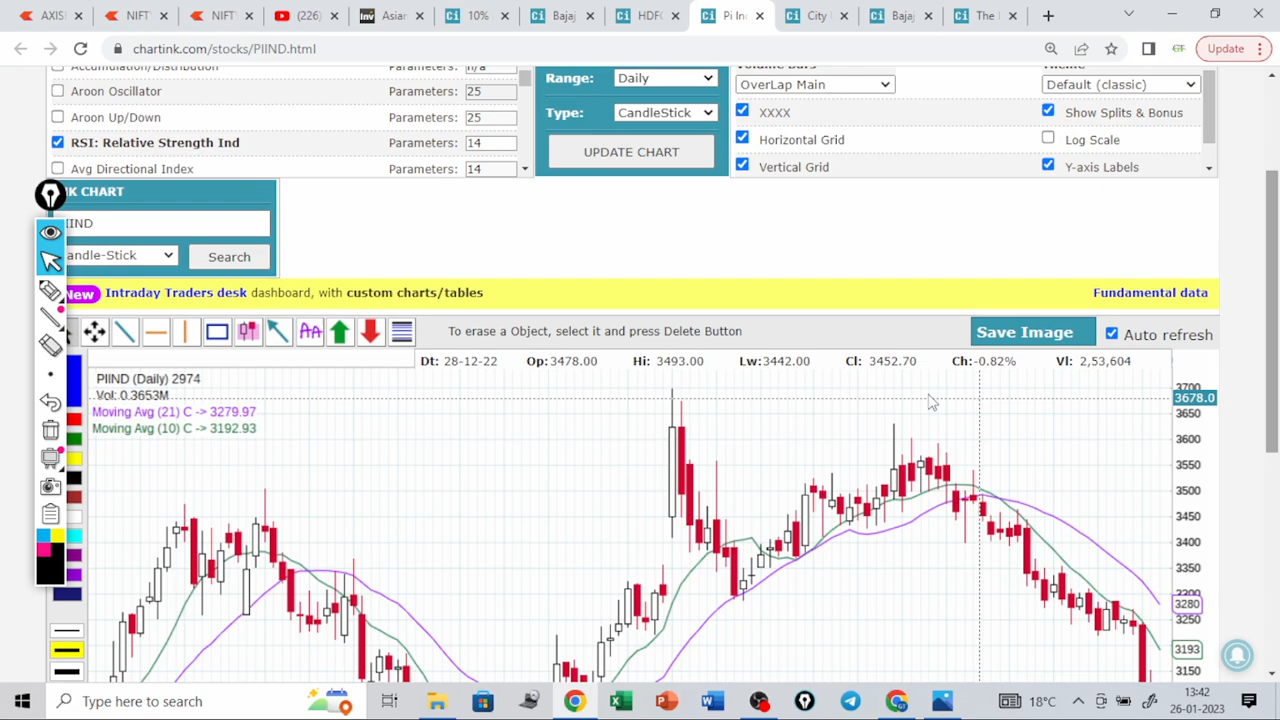 AXIS
NIFT
NIFT
(226)
Asian
10%
Bajaj
HDFC
Pi Ind
City
Bajaj
The
chartink.com/stocks/PIIND.html
Update
Accumulation/Distribution
Parameters: n/a
Aroon Oscillator
Parameters: 25
Aroon Up/Down
Parameters: 25
RSI: Relative Strength Ind
Parameters: 14
Avg Directional Index
Parameters: 14
Range: Daily
Type: CandleStick
UPDATE CHART
Volume Bars
Theme
OverLap Main
Default (classic)
XXXX
Show Splits & Bonus
Horizontal Grid
Log Scale
Vertical Grid
Y-axis Labels
NK CHART
IIND
andle-Stick
Search
New Intraday Traders desk dashboard, with custom charts/tables
Fundamental data
To erase a Object, select it and press Delete Button
Save Image
Auto refresh
Dt: 28-12-22 Op: 3478.00 Hi: 3493.00 Lw: 3442.00 Cl: 3452.70 Ch: -0.82% Vl: 2,53,604
PIIND (Daily) 2974
Vol: 0.3653M
Moving Avg (21) C -> 3279.97
Moving Avg (10) C -> 3192.93
3700
3678.0
3650
3600
3550
3500
3450
3400
3350
3300
3280
3250
3193
3150
Type here to search
18°C
3:42
26-01-2023